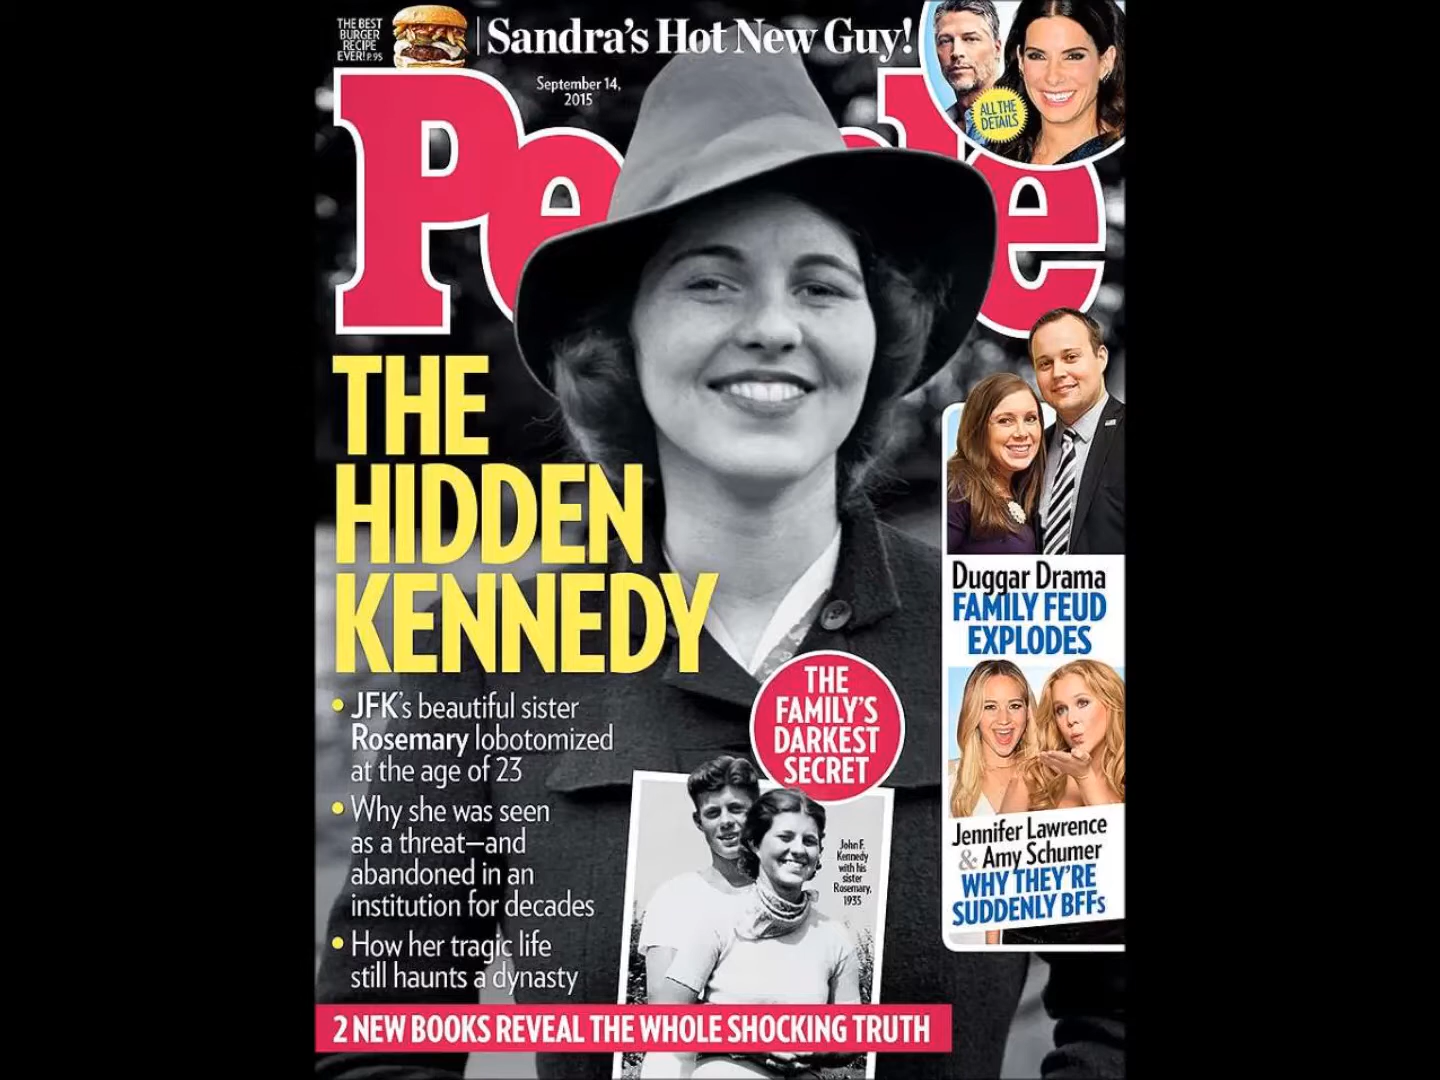 THE BEST
BURGER
RECIPE
EVER! P. 95
Sandra's Hot New Guy!
ALL THE
DETAILS
September 14,
2015
People
THE
HIDDEN
KENNEDY
• JFK's beautiful sister
Rosemary lobotomized
at the age of 23
• Why she was seen
as a threat—and
abandoned in an
institution for decades
• How her tragic life
still haunts a dynasty
THE
FAMILY'S
DARKEST
SECRET
John F.
Kennedy
with his
sister
Rosemary,
1935
Duggar Drama
FAMILY FEUD
EXPLODES
Jennifer Lawrence
& Amy Schumer
WHY THEY'RE
SUDDENLY BFFs
2 NEW BOOKS REVEAL THE WHOLE SHOCKING TRUTH